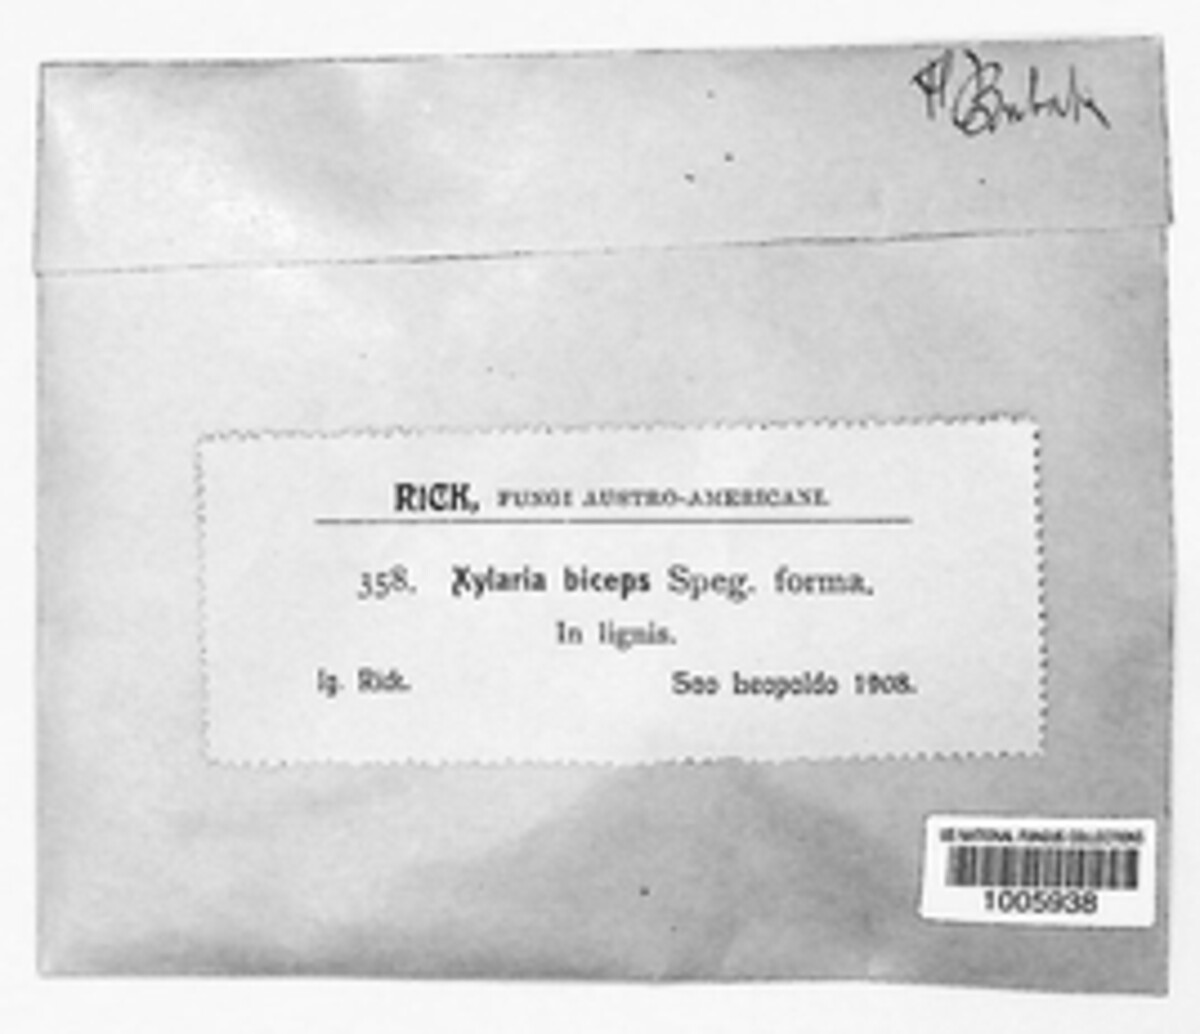 RICK, FUNGI AUSTRO-AMERICANI.
358. Xylaria biceps Speg. forma.
In lignis.
Ig. Rick. Sao Leopoldo 1908.
US NATIONAL FUNGUS COLLECTIONS
1005938